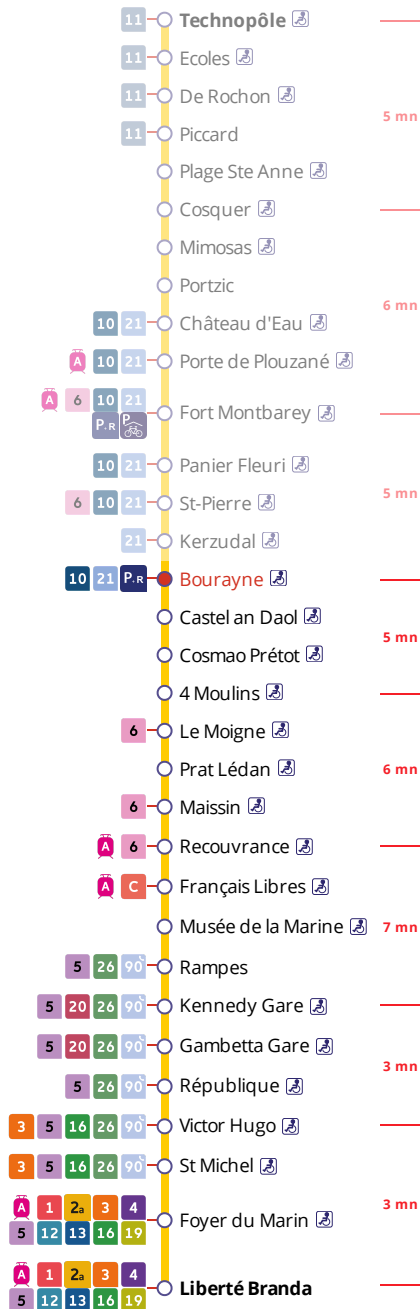 11 Technopôle
11 Ecoles
11 De Rochon
5 mn
11 Piccard
Plage Ste Anne
Cosquer
Mimosas
Portzic
6 mn
10 21 Château d'Eau
A 10 21 Porte de Plouzané
A 6 10 21
P+R P
Fort Montbarey
10 21 Panier Fleuri
5 mn
6 10 21 St-Pierre
21 Kerzudal
10 21 P+R Bourayne
Castel an Daol
5 mn
Cosmao Prétot
4 Moulins
6 Le Moigne
Prat Lédan
6 mn
6 Maissin
A 6 Recouvrance
A C Français Libres
Musée de la Marine
7 mn
5 26 90 Rampes
5 20 26 90 Kennedy Gare
5 20 26 90 Gambetta Gare
3 mn
5 26 90 République
3 5 16 26 90 Victor Hugo
3 5 16 26 90 St Michel
A 1 2a 3 4
3 mn
5 12 13 16 19
Foyer du Marin
A 1 2a 3 4
5 12 13 16 19
Liberté Branda